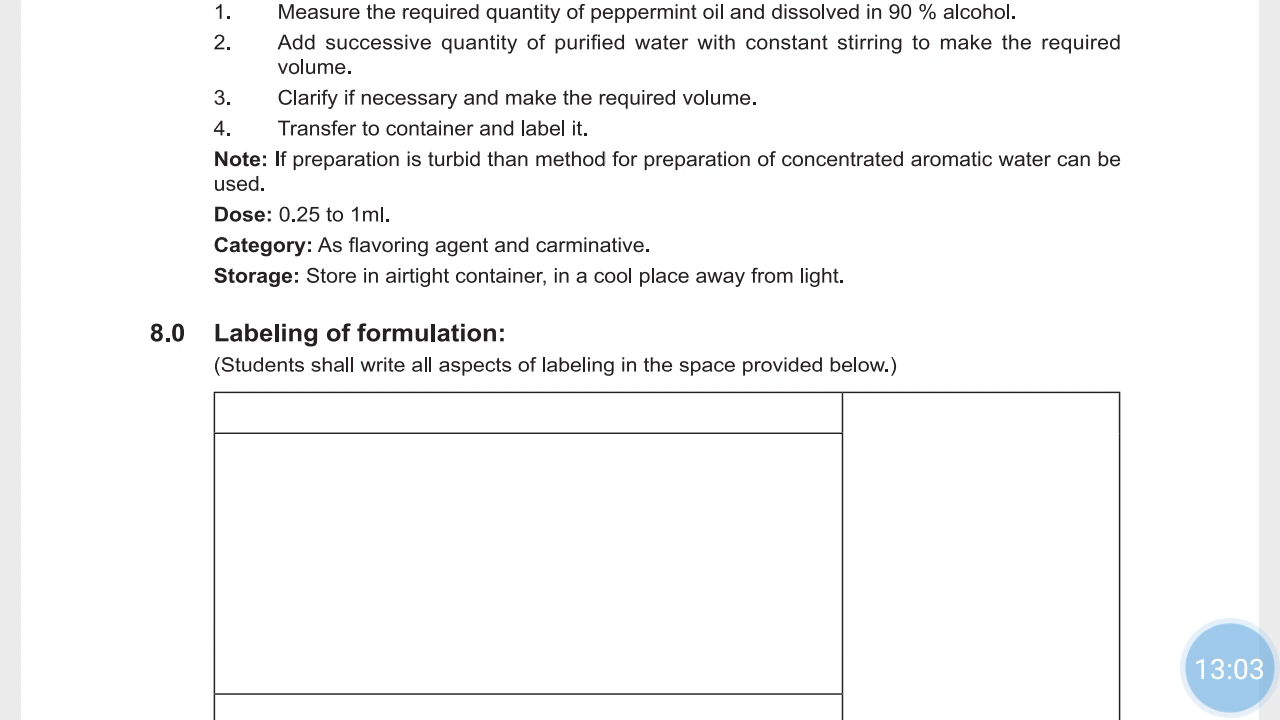 1. Measure the required quantity of peppermint oil and dissolved in 90 % alcohol.
2. Add successive quantity of purified water with constant stirring to make the required
volume.
3. Clarify if necessary and make the required volume.
4. Transfer to container and label it.
Note: If preparation is turbid than method for preparation of concentrated aromatic water can be
used.
Dose: 0.25 to 1ml.
Category: As flavoring agent and carminative.
Storage: Store in airtight container, in a cool place away from light.
8.0 Labeling of formulation:
(Students shall write all aspects of labeling in the space provided below.)
13:03